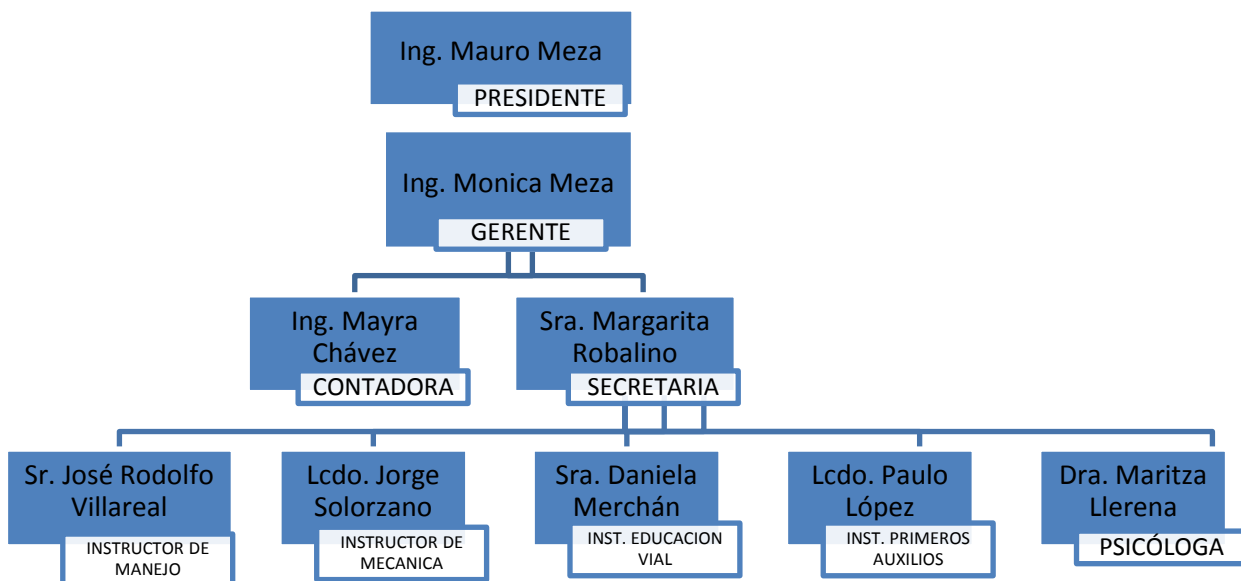 Ing. Mauro Meza
PRESIDENTE
Ing. Monica Meza
GERENTE
Ing. Mayra
Chávez
CONTADORA
Sra. Margarita
Robalino
SECRETARIA
Sr. José Rodolfo
Villareal
INSTRUCTOR DE
MANEJO
Lcdo. Jorge
Solorzano
INSTRUCTOR DE
MECANICA
Sra. Daniela
Merchán
INST. EDUCACION
VIAL
Lcdo. Paulo
López
INST. PRIMEROS
AUXILIOS
Dra. Maritza
Llerena
PSICÓLOGA